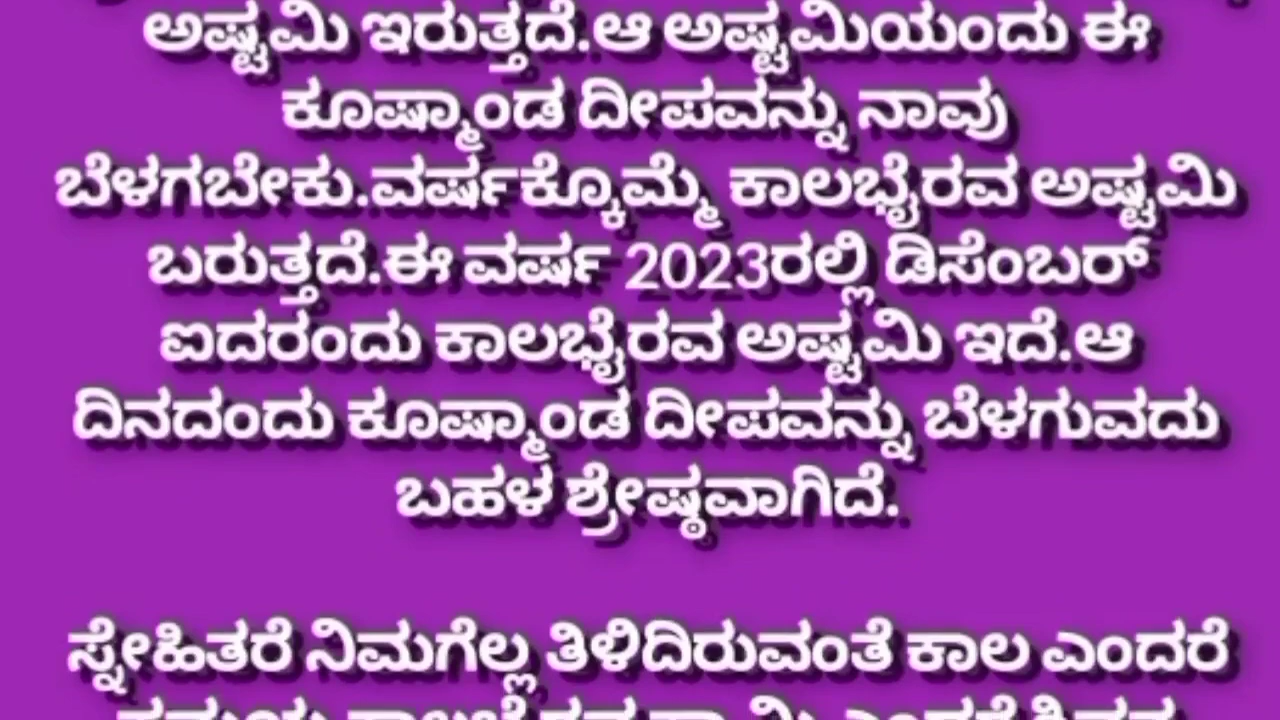 ಅಷ್ಟಮಿ ಇರುತ್ತದೆ.ಆ ಅಷ್ಟಮಿಯಂದು ಈ
ಕೂಷ್ಮಾಂಡ ದೀಪವನ್ನು ನಾವು
ಬೆಳಗಬೇಕು.ವರ್ಷಕ್ಕೊಮ್ಮೆ ಕಾಲಭೈರವ ಅಷ್ಟಮಿ
ಬರುತ್ತದೆ.ಈ ವರ್ಷ 2023ರಲ್ಲಿ ಡಿಸೆಂಬರ್
ಐದರಂದು ಕಾಲಭೈರವ ಅಷ್ಟಮಿ ಇದೆ.ಆ
ದಿನದಂದು ಕೂಷ್ಮಾಂಡ ದೀಪವನ್ನು ಬೆಳಗುವದು
ಬಹಳ ಶ್ರೇಷ್ಠವಾಗಿದೆ.
ಸ್ನೇಹಿತರೆ ನಿಮಗೆಲ್ಲ ತಿಳಿದಿರುವಂತೆ ಕಾಲ ಎಂದರೆ